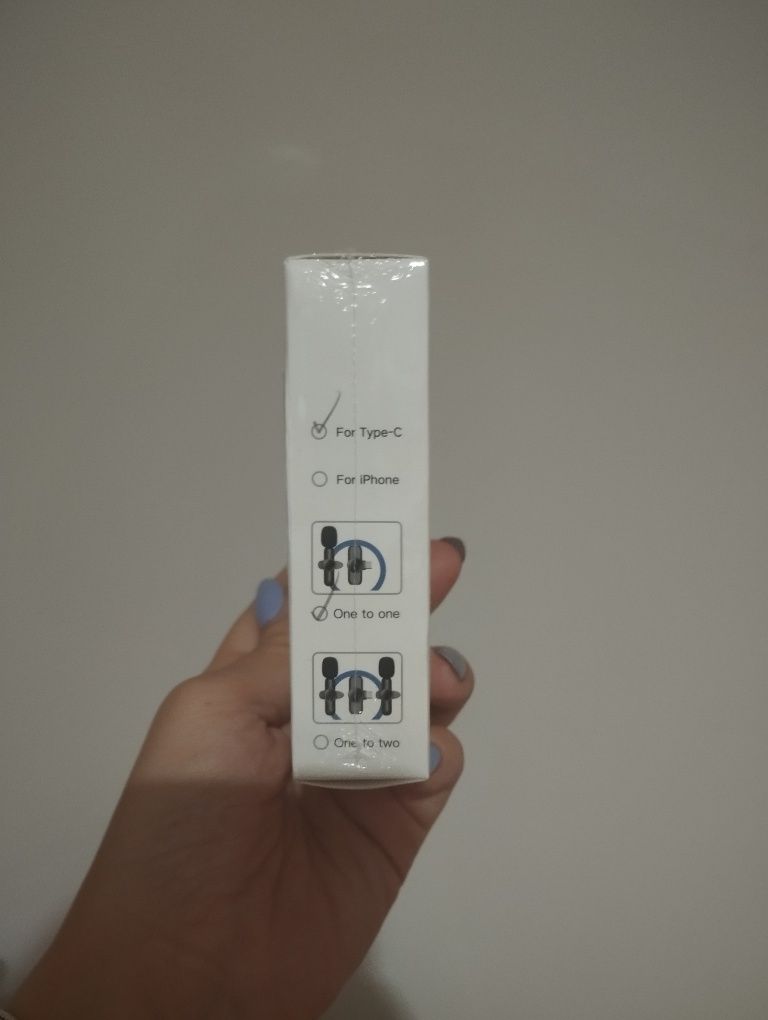 For Type-C
For iPhone
One to one
One to two